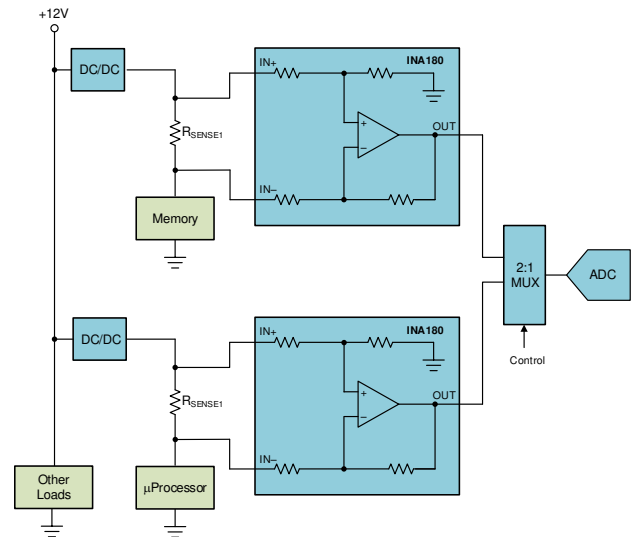 +12V
DC/DC
IN+
INA180
RSENSE1
+
OUT
–
IN–
Memory
2:1
MUX
ADC
Control
DC/DC
IN+
INA180
RSENSE1
+
OUT
–
IN–
Other
Loads
µProcessor